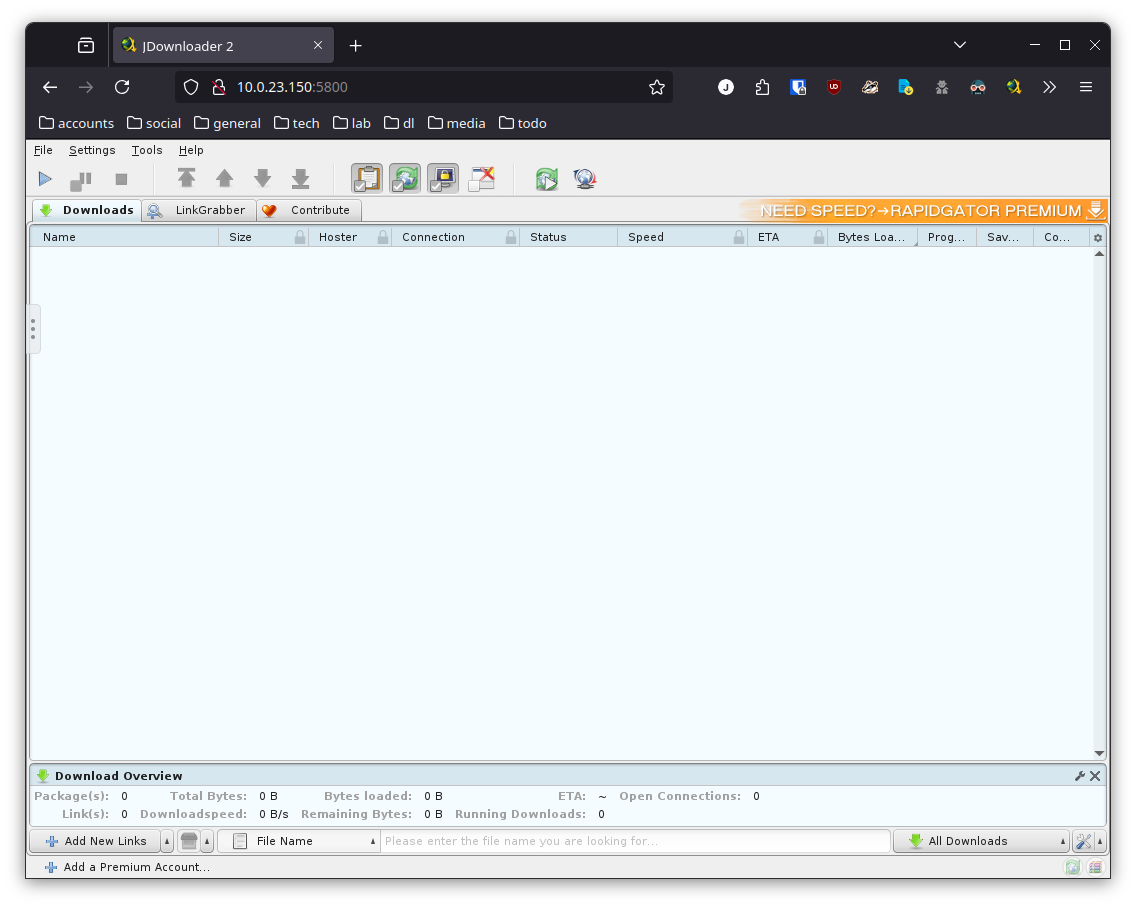 JDownloader 2
10.0.23.150:5800
J
UD
accounts social general tech lab dl media todo
File Settings Tools Help
Downloads LinkGrabber Contribute NEED SPEED?→RAPIDGATOR PREMIUM
Name Size Hoster Connection Status Speed ETA Bytes Loa... Prog... Sav... Co...
Download Overview
Package(s): 0 Total Bytes: 0 B Bytes loaded: 0 B ETA: ~ Open Connections: 0
Link(s): 0 Downloadspeed: 0 B/s Remaining Bytes: 0 B Running Downloads: 0
Add New Links File Name Please enter the file name you are looking for... All Downloads
Add a Premium Account...